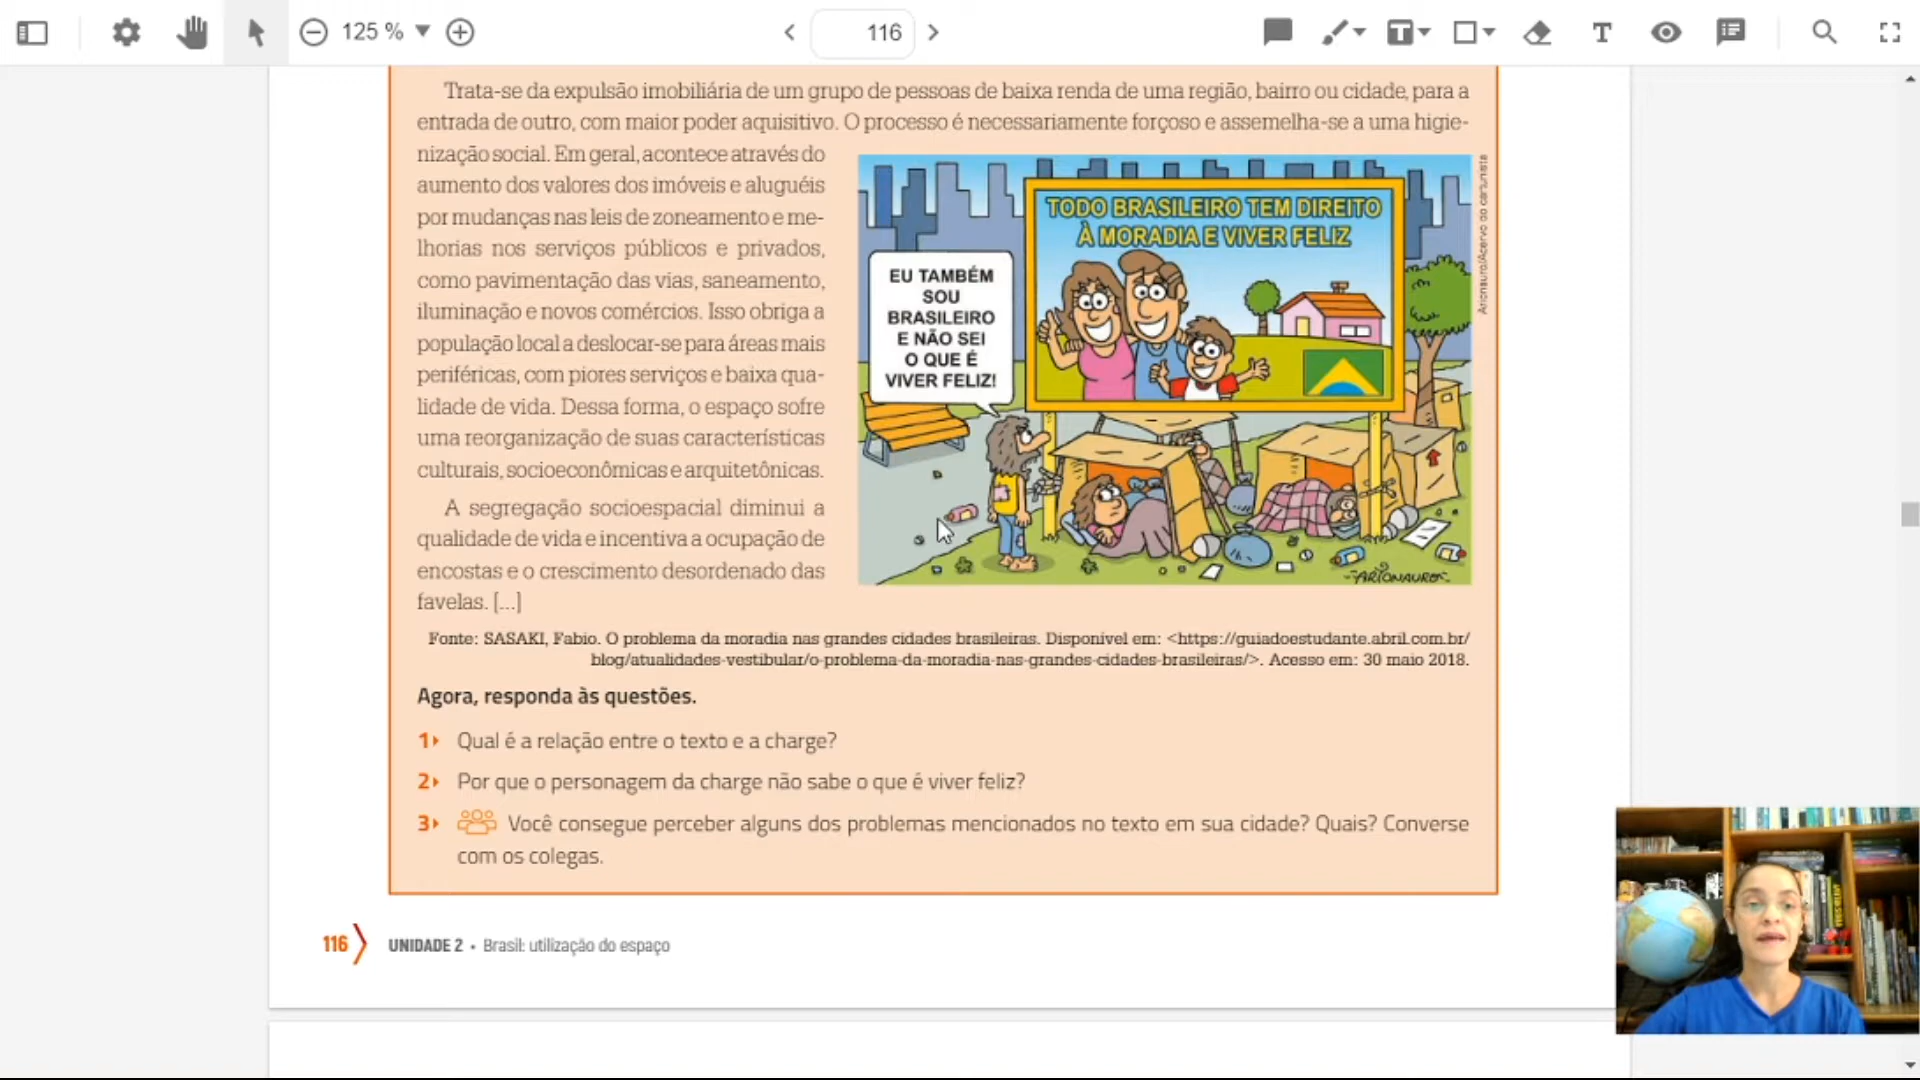 125 %
116
Trata-se da expulsão imobiliária de um grupo de pessoas de baixa renda de uma região, bairro ou cidade, para a
entrada de outro, com maior poder aquisitivo. O processo é necessariamente forçoso e assemelha-se a uma higie-
nização social. Em geral, acontece através do
aumento dos valores dos imóveis e aluguéis
por mudanças nas leis de zoneamento e me-
lhorias nos serviços públicos e privados,
como pavimentação das vias, saneamento,
iluminação e novos comércios. Isso obriga a
população local a deslocar-se para áreas mais
periféricas, com piores serviços e baixa qua-
lidade de vida. Dessa forma, o espaço sofre
uma reorganização de suas características
culturais, socioeconômicas e arquitetônicas.
A segregação socioespacial diminui a
qualidade de vida e incentiva a ocupação de
encostas e o crescimento desordenado das
favelas. [...]
TODO BRASILEIRO TEM DIREITO
À MORADIA E VIVER FELIZ
EU TAMBÉM
SOU
BRASILEIRO
E NÃO SEI
O QUE É
VIVER FELIZ!
-ARIONAURO-
Arionauro/Acervo do cartunista
Fonte: SASAKI, Fabio. O problema da moradia nas grandes cidades brasileiras. Disponível em: <https://guiadoestudante.abril.com.br/
blog/atualidades-vestibular/o-problema-da-moradia-nas-grandes-cidades-brasileiras/>. Acesso em: 30 maio 2018.
Agora, responda às questões.
1 Qual é a relação entre o texto e a charge?
2 Por que o personagem da charge não sabe o que é viver feliz?
3 Você consegue perceber alguns dos problemas mencionados no texto em sua cidade? Quais? Converse
com os colegas.
116 UNIDADE 2 • Brasil: utilização do espaço